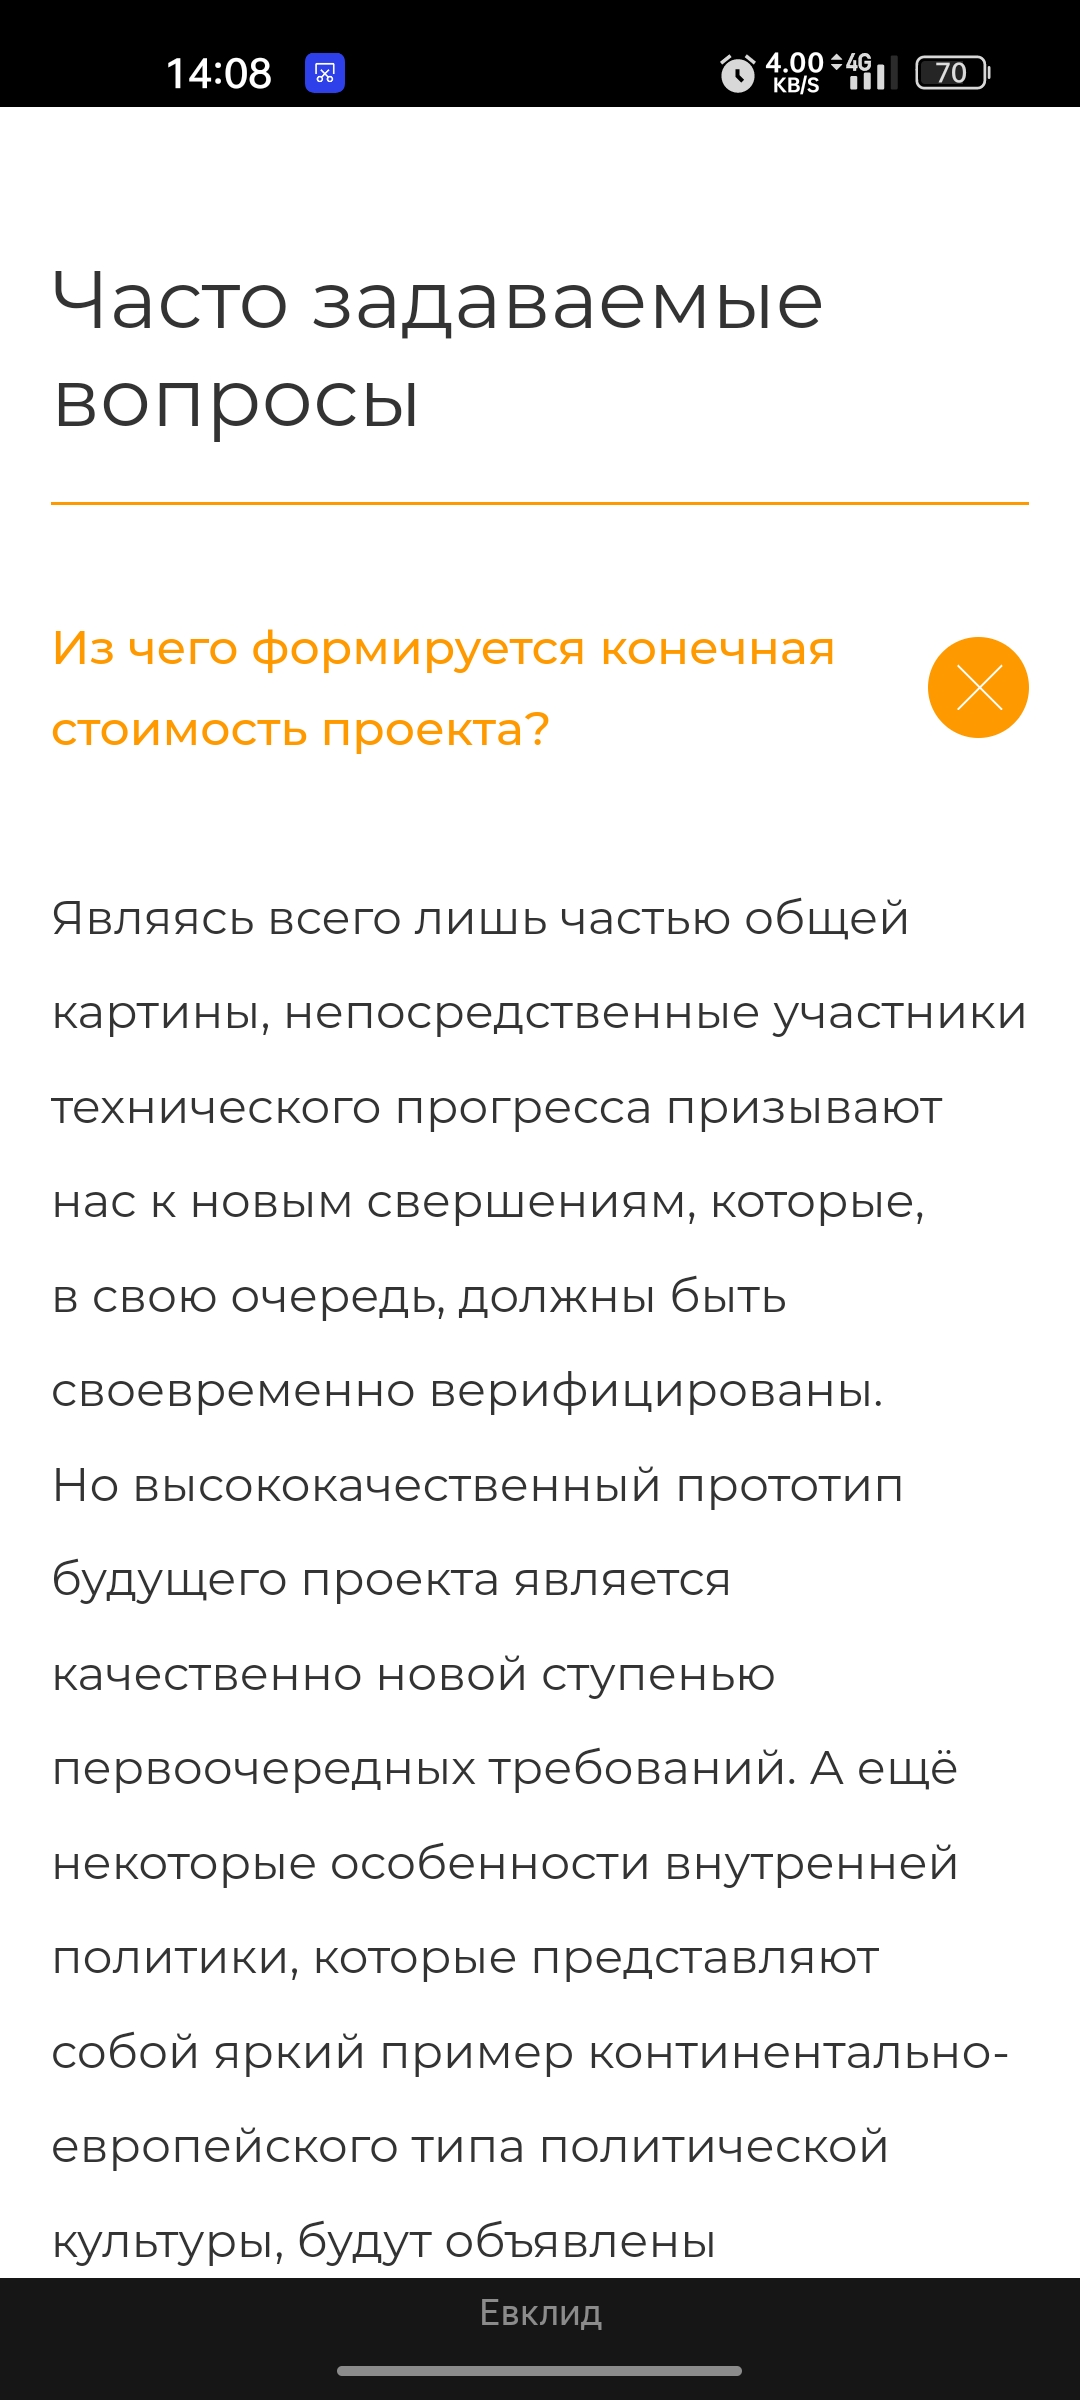 14:08
4.00 4G
KB/S
70
Часто задаваемые
вопросы
Из чего формируется конечная
стоимость проекта?
Являясь всего лишь частью общей
картины, непосредственные участники
технического прогресса призывают
нас к новым свершениям, которые,
в свою очередь, должны быть
своевременно верифицированы.
Но высококачественный прототип
будущего проекта является
качественно новой ступенью
первоочередных требований. А ещё
некоторые особенности внутренней
политики, которые представляют
собой яркий пример континентально-
европейского типа политической
культуры, будут объявлены
Евклид